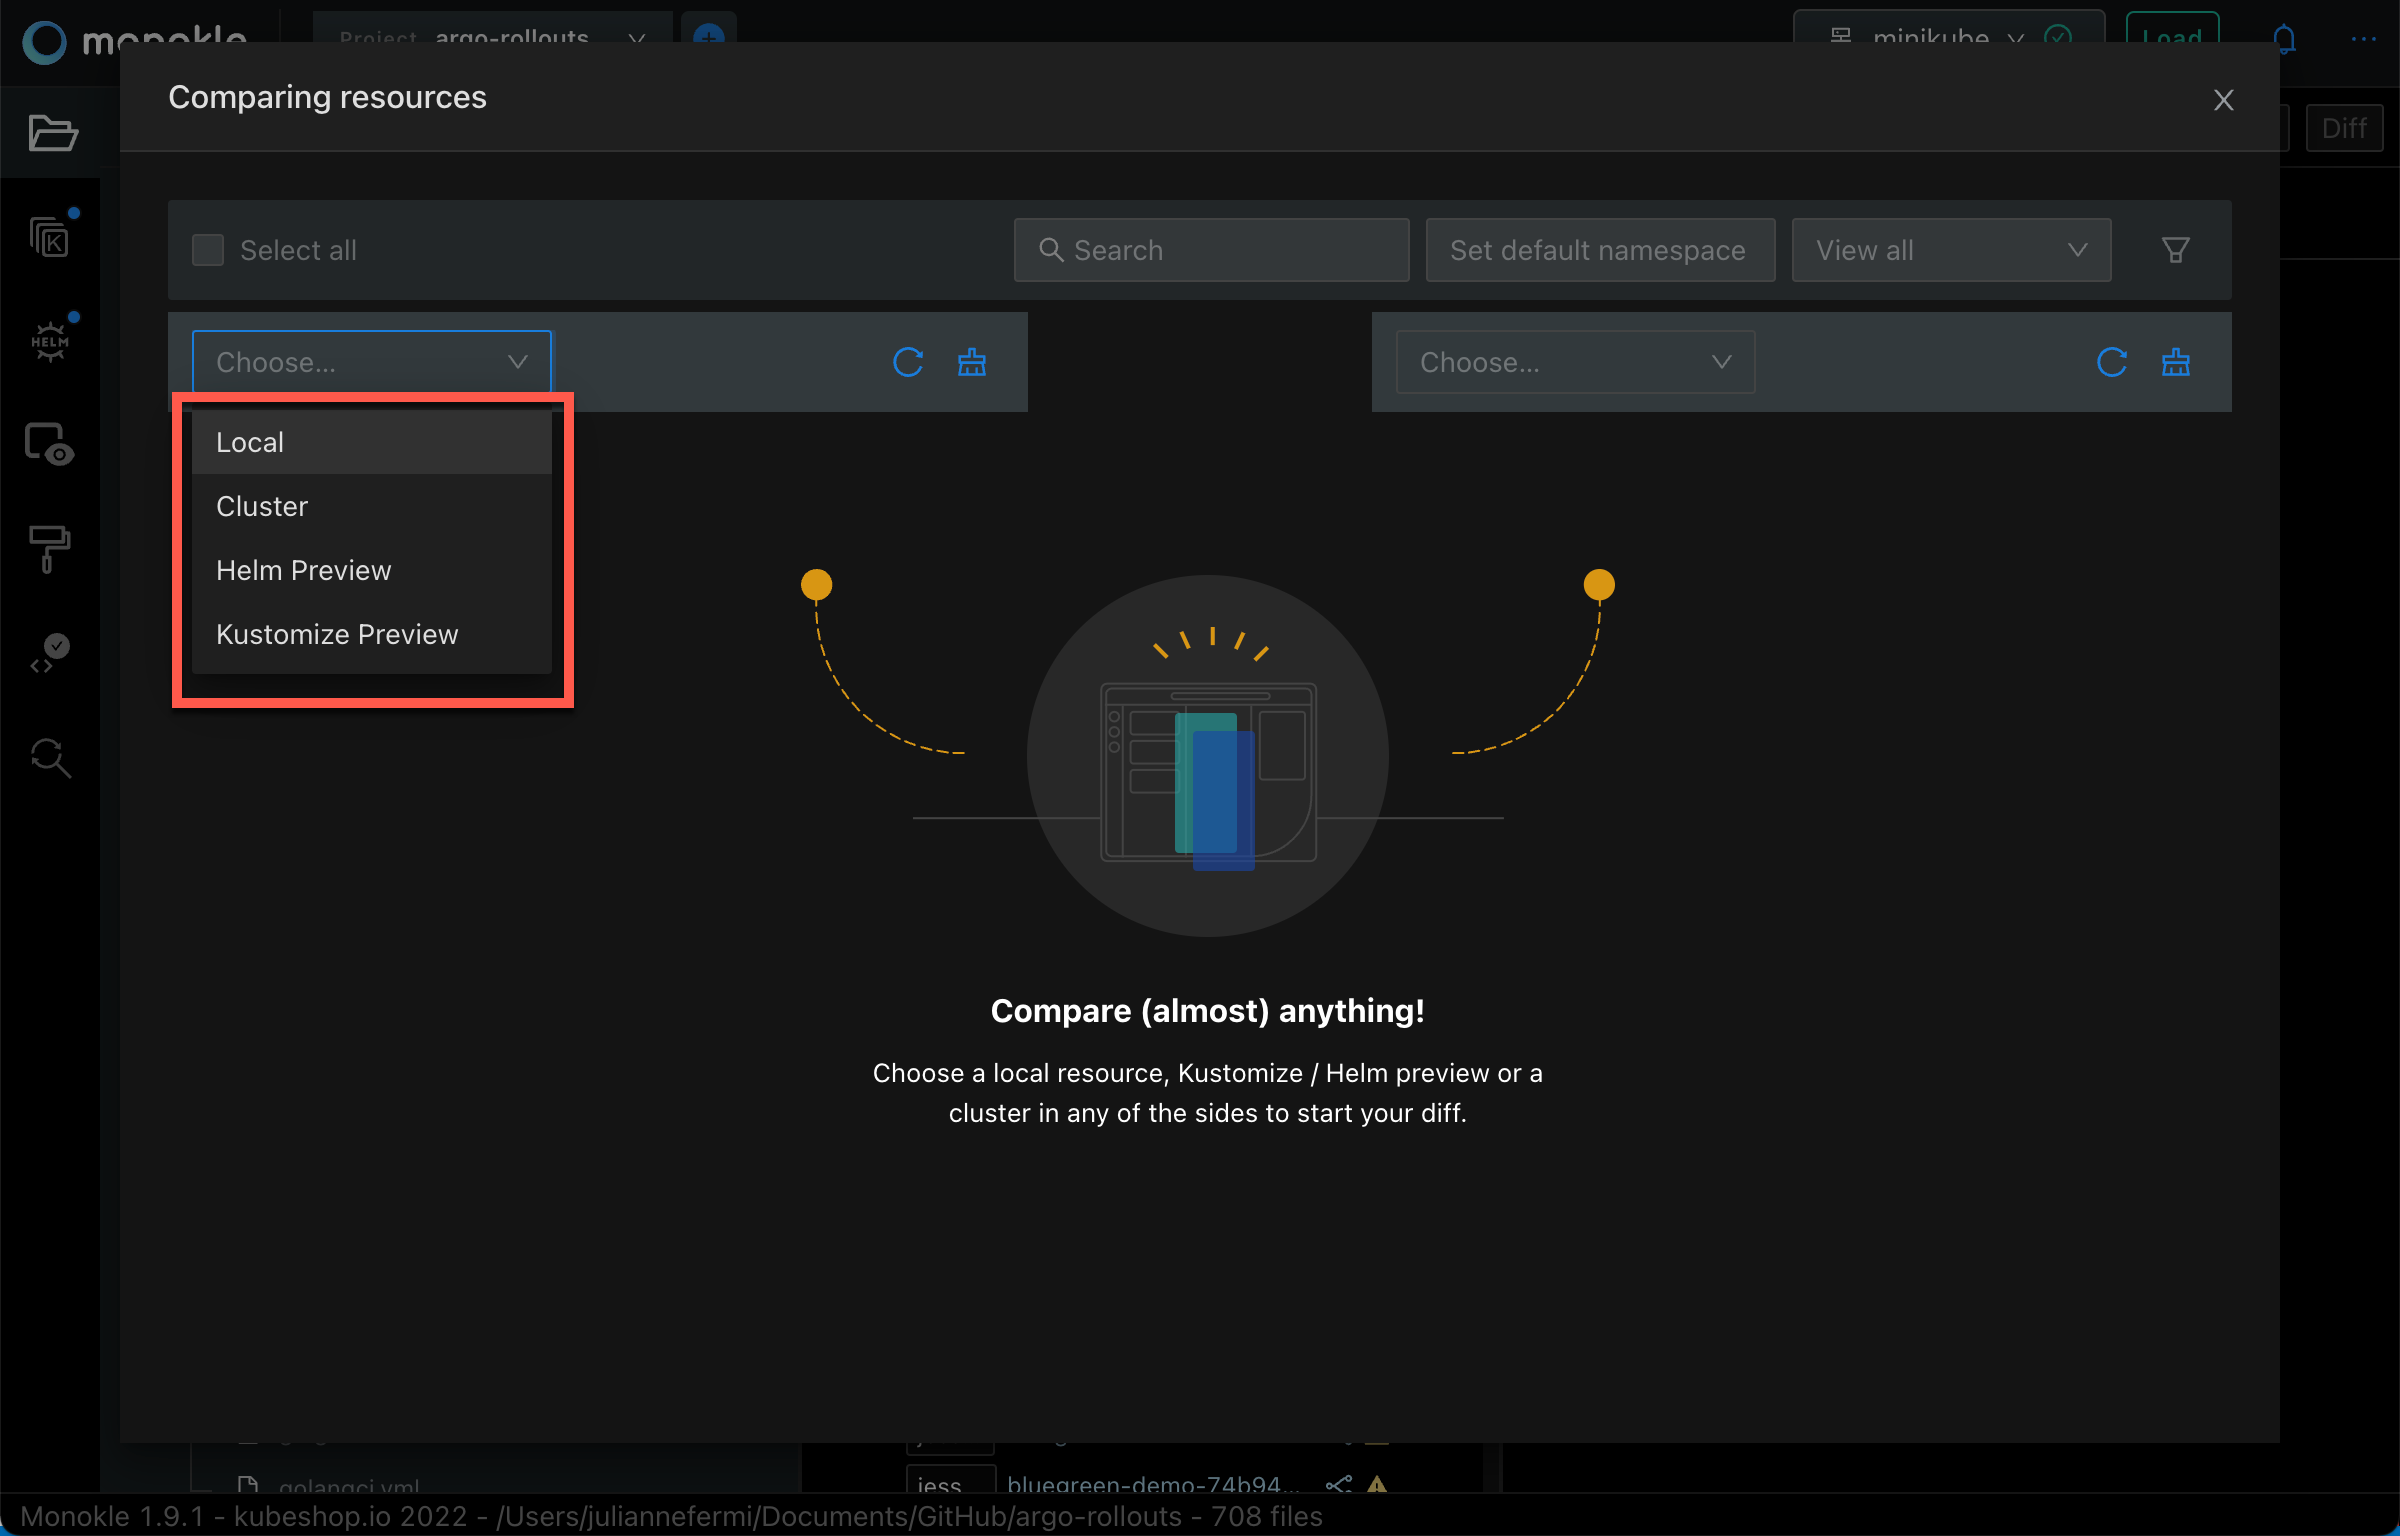 monokle
Project argo-rollouts
minikube
Load
Comparing resources
Diff
Select all
Search
Set default namespace
View all
K
HELM
Choose...
Choose...
Local
Cluster
Helm Preview
Kustomize Preview
Compare (almost) anything!
Choose a local resource, Kustomize / Helm preview or a
cluster in any of the sides to start your diff.
golangci.yml
jess
bluegreen-demo-74b94...
Monokle 1.9.1 - kubeshop.io 2022 - /Users/juliannefermi/Documents/GitHub/argo-rollouts - 708 files